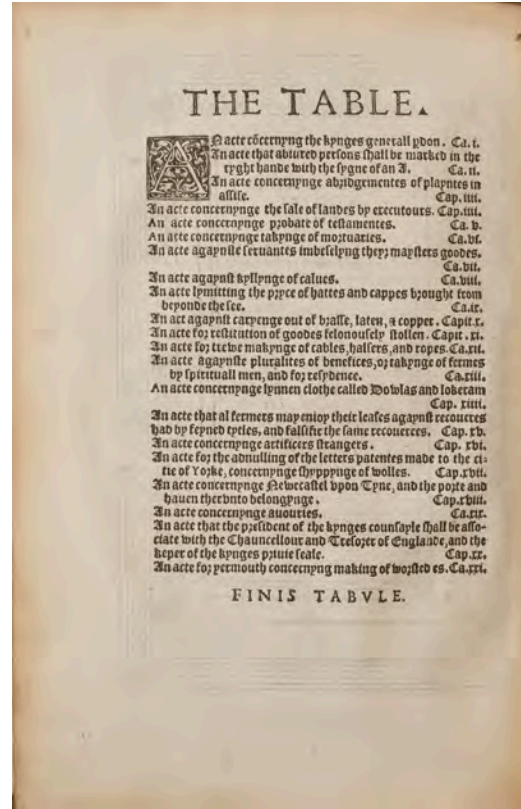 THE TABLE.
AN acte cõcernyng the kynges generall pdon. Ca. i.
An acte that abiured persons shall be marked in the
ryght hande with the sygne of an A. Ca. ii.
An acte concernynge abridgementes of playntes in
assise. Cap. iiii.
An acte concernynge the sale of landes by executours. Cap. iiii.
An acte concernynge probate of testamentes. Ca. v.
An acte concernynge takynge of mortuaries. Ca. vi.
An acte agaynst seruantes imbeselyng theyr maysters goodes.
Ca. vii.
An acte agaynst kyllynge of calues. Ca. viii.
An acte lymitting the pryce of hattes and cappes brought from
beyonde the see. Ca. ix.
An act agaynst caryenge out of brasse, laten, & copper. Capit. x.
An acte for restitution of goodes felonousely stollen. Capit. xi.
An acte for trewe makynge of cables, halsers, and ropes. Ca. xii.
An acte agaynste pluralites of benefices, or takynge of fermes
by spirituall men, and for resydence. Ca. xiii.
An acte concernynge lynnen clothe called Dowlas and lokeram
Cap. xiiii.
An acte that al fermers may enioy their leases agaynst recoueres
had by feyned tytles, and falsifie the same recoueres. Cap. xv.
An acte concernynge artificers strangers. Cap. xvi.
An acte for the adnulling of the letters patentes made to the ci-
tie of Yorke, concernynge shyppynge of wolles. Cap. xvii.
An acte concernynge Newcastel vpon Tyne, and the porte and
hauen thervnto belongynge. Cap. xviii.
An acte concernynge auouries. Ca. xix.
An acte that the president of the kynges counsayle shall be asso-
ciate with the Chauncellour and Tresorer of Englande, and the
keper of the kynges priuie seale. Cap. xx.
An acte for yermouth concernyng making of worsted es. Ca. xxi.
FINIS TABVLE.